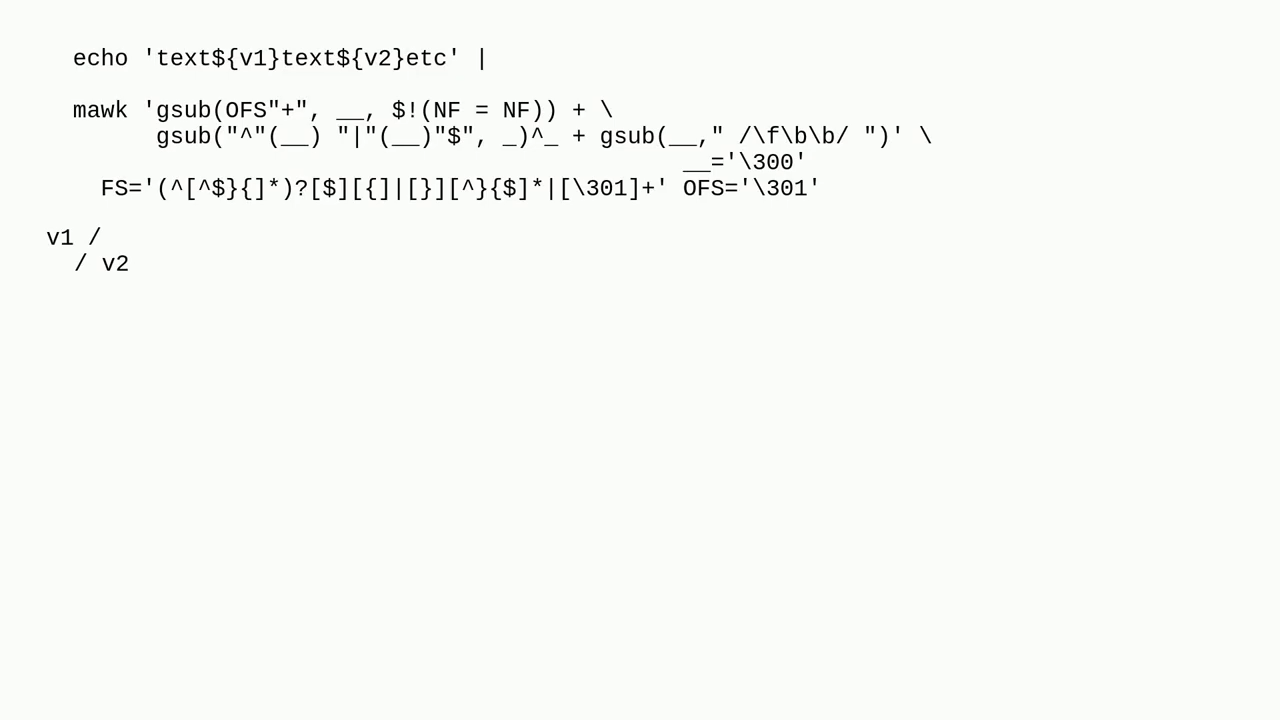 echo 'text${v1}text${v2}etc' |
mawk 'gsub(OFS"+", __, $!(NF = NF)) + \
gsub("^"(__) "|"(__)"$", _)^_ + gsub(__," /\f\b\b/ ")' \
__='\300'
FS='(^[^$}{]*)?[$][{]|[}][^}{$]*|[\301]+' OFS='\301'
v1 /
/ v2